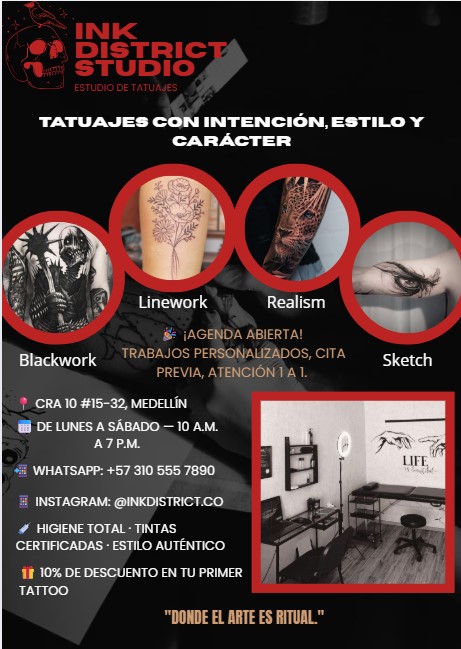 INK
DISTRICT
STUDIO
ESTUDIO DE TATUAJES
TATUAJES CON INTENCIÓN, ESTILO Y
CARÁCTER
Linework
Realism
Blackwork
Sketch
🎉 ¡AGENDA ABIERTA!
TRABAJOS PERSONALIZADOS, CITA
PREVIA, ATENCIÓN 1 A 1.
📍 CRA 10 #15-32, MEDELLÍN
🗓️ DE LUNES A SÁBADO — 10 A.M.
A 7 P.M.
📲 WHATSAPP: +57 310 555 7890
INSTAGRAM: @INKDISTRICT.CO
HIGIENE TOTAL · TINTAS
CERTIFICADAS · ESTILO AUTÉNTICO
🎁 10% DE DESCUENTO EN TU PRIMER
TATTOO
LIFE
"DONDE EL ARTE ES RITUAL."